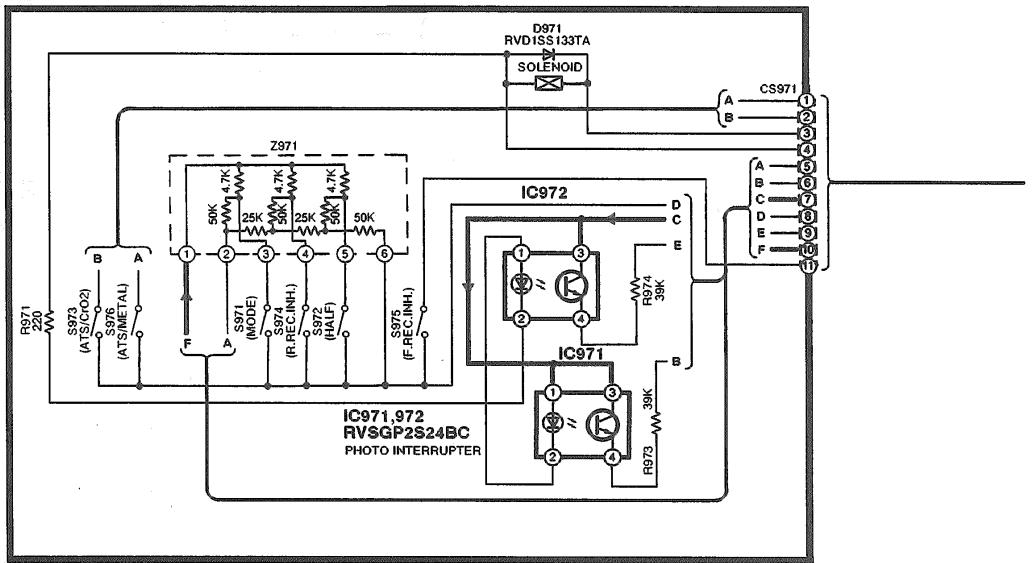 D971
RVD1SS133TA
SOLENOID
CS971
A
B
1
2
3
4
A
B
C
D
E
F
5
6
7
8
9
10
11
Z971
4.7K
4.7K
4.7K
50K
50K
50K
25K
25K
50K
1
2
3
4
5
6
IC972
D
C
E
B
1
3
2
4
R974
39K
B
A
F
A
R971
220
S973
(ATS/CrO2)
S976
(ATS/METAL)
S971
(MODE)
S974
(R.REC.INH.)
S972
(HALF)
S975
(F.REC.INH.)
IC971
1
3
2
4
39K
R973
IC971,972
RVSGP2S24BC
PHOTO INTERRUPTER